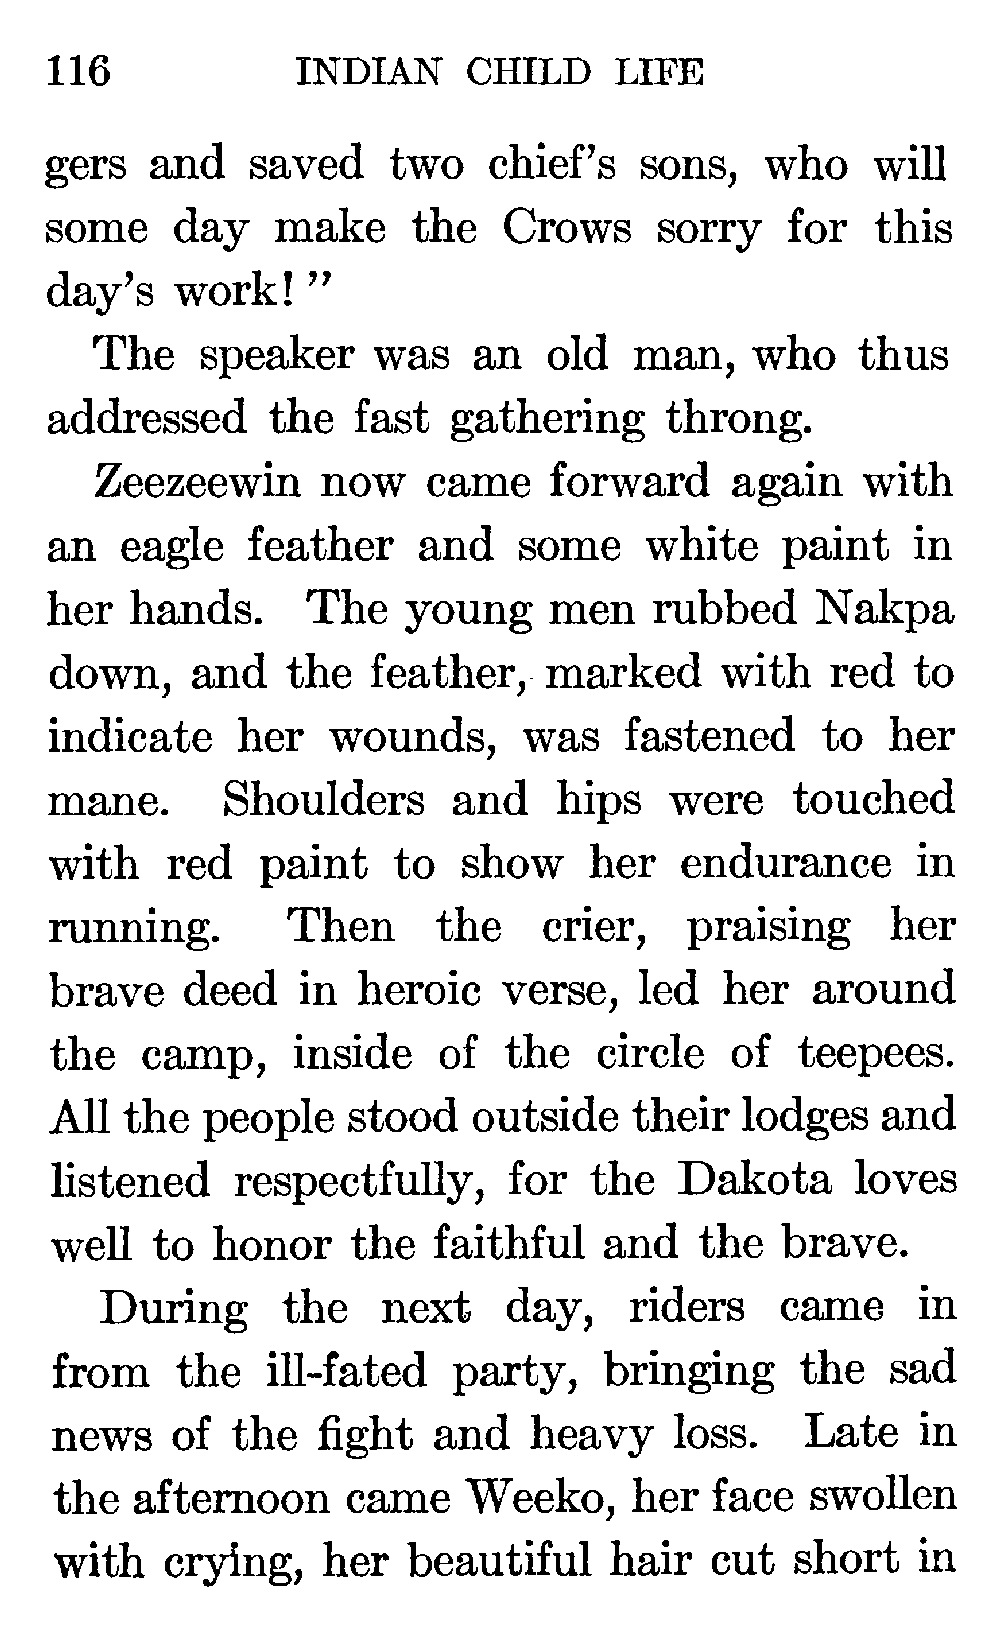 116 INDIAN CHILD LIFE
gers and saved two chief's sons, who will
some day make the Crows sorry for this
day's work! ”
The speaker was an old man, who thus
addressed the fast gathering throng.
Zeezeewin now came forward again with
an eagle feather and some white paint in
her hands. The young men rubbed Nakpa
down, and the feather, marked with red to
indicate her wounds, was fastened to her
mane. Shoulders and hips were touched
with red paint to show her endurance in
running. Then the crier, praising her
brave deed in heroic verse, led her around
the camp, inside of the circle of teepees.
All the people stood outside their lodges and
listened respectfully, for the Dakota loves
well to honor the faithful and the brave.
During the next day, riders came in
from the ill-fated party, bringing the sad
news of the fight and heavy loss. Late in
the afternoon came Weeko, her face swollen
with crying, her beautiful hair cut short in